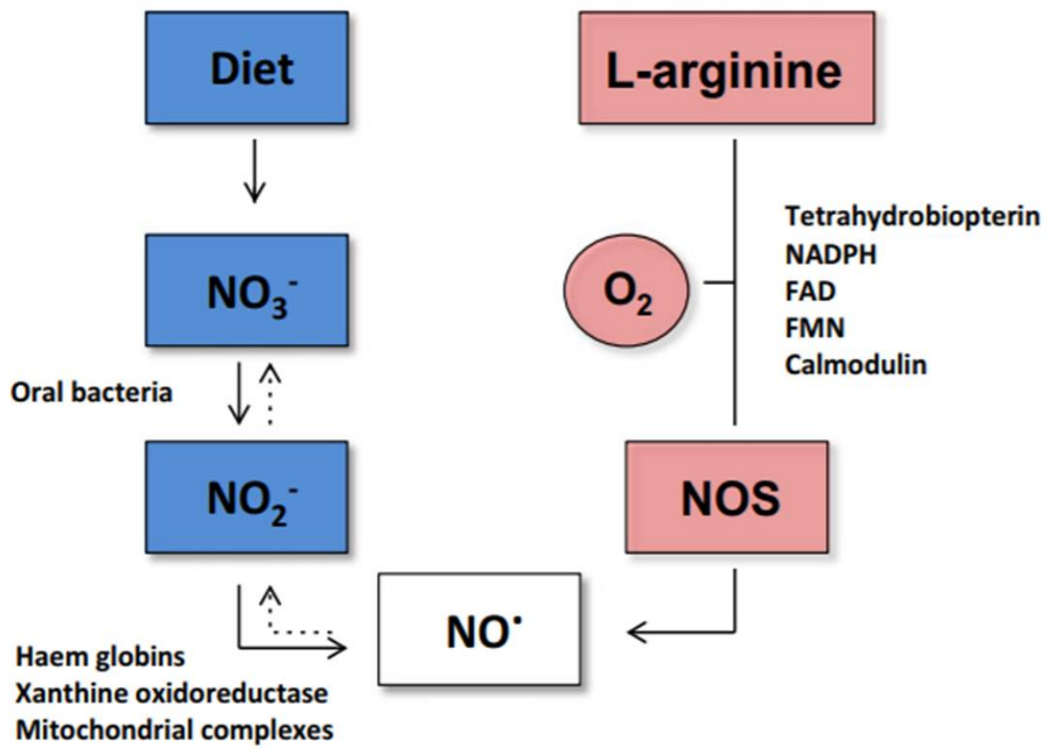 Diet
L-arginine
Tetrahydrobiopterin
NADPH
FAD
FMN
Calmodulin
NO₃⁻
O₂
Oral bacteria
NO₂⁻
NOS
NO•
Haem globins
Xanthine oxidoreductase
Mitochondrial complexes